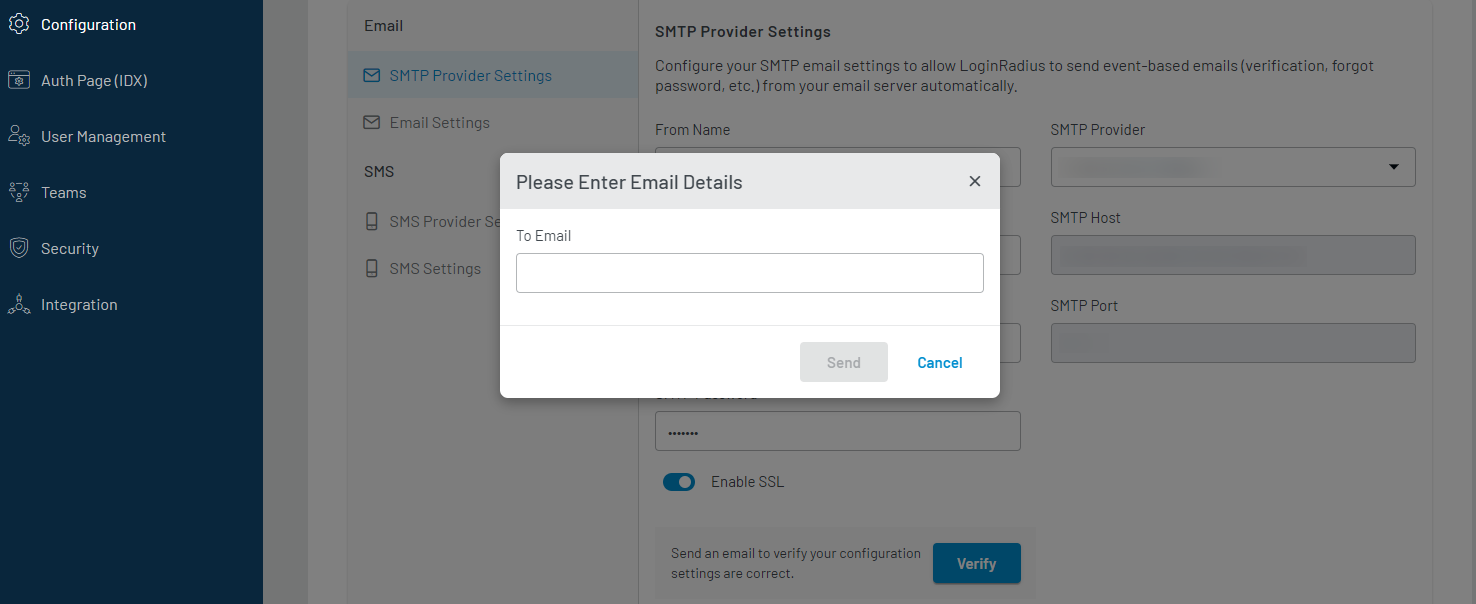 Configuration
Auth Page (IDX)
User Management
Teams
Security
Integration
Email
SMTP Provider Settings
Email Settings
SMS
SMS Provider Se
SMS Settings
SMTP Provider Settings
Configure your SMTP email settings to allow LoginRadius to send event-based emails (verification, forgot
password, etc.) from your email server automatically.
From Name
SMTP Provider
SMTP Host
SMTP Port
Please Enter Email Details
To Email
Send
Cancel
•••••••
Enable SSL
Send an email to verify your configuration
settings are correct.
Verify